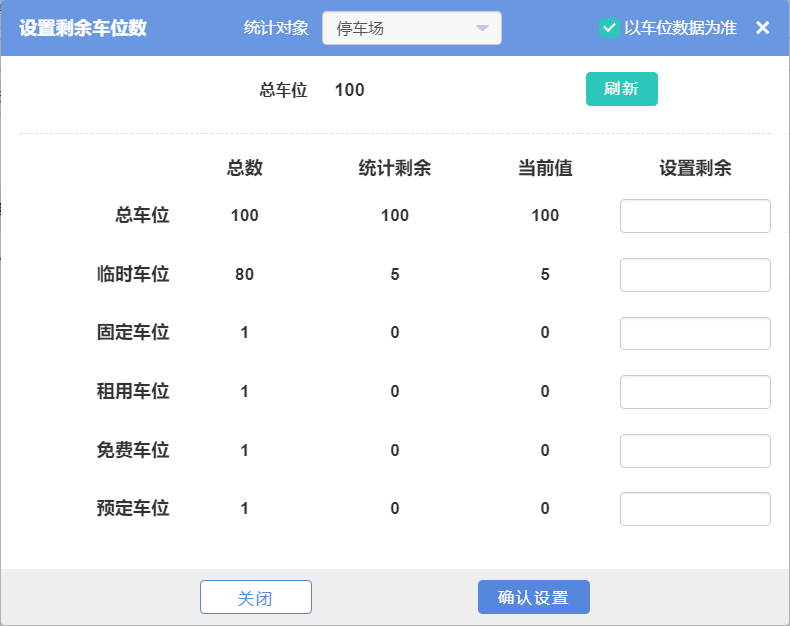 设置剩余车位数 统计对象 停车场 以车位数据为准 ×
总车位 100 刷新
总数 统计剩余 当前值 设置剩余
总车位 100 100 100
临时车位 80 5 5
固定车位 1 0 0
租用车位 1 0 0
免费车位 1 0 0
预定车位 1 0 0
关闭 确认设置